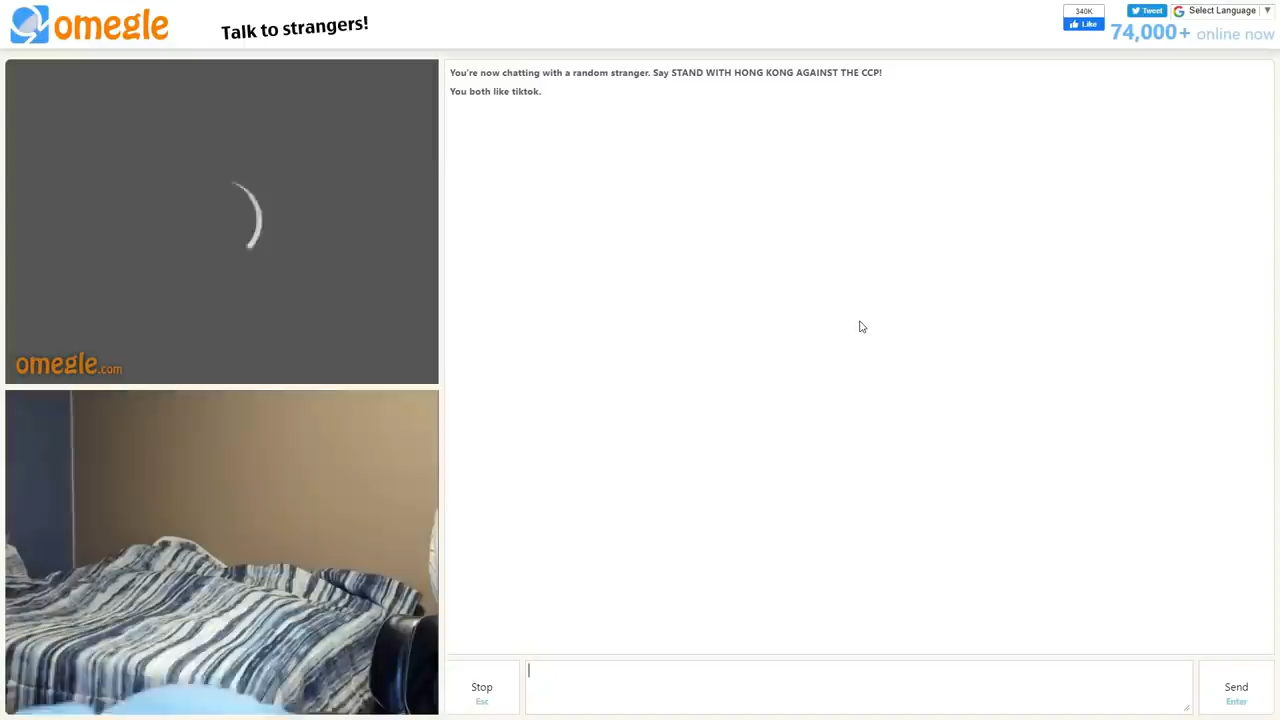 omegle
Talk to strangers!
340K
Like
Tweet
Select Language ▼
74,000+ online now
You're now chatting with a random stranger. Say STAND WITH HONG KONG AGAINST THE CCP!
You both like tiktok.
omegle.com
Stop
Esc
Send
Enter